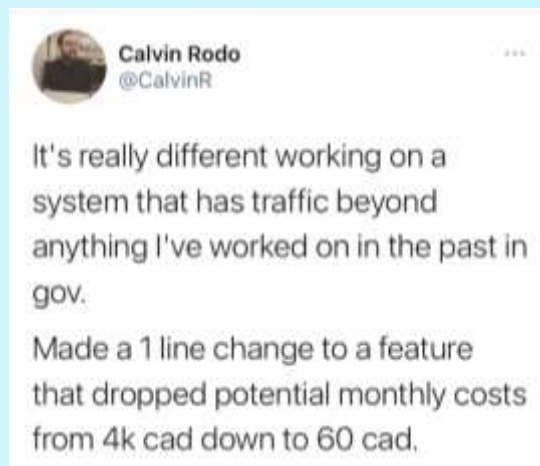 Calvin Rodo
@CalvinR
It's really different working on a
system that has traffic beyond
anything I've worked on in the past in
gov.
Made a 1 line change to a feature
that dropped potential monthly costs
from 4k cad down to 60 cad.